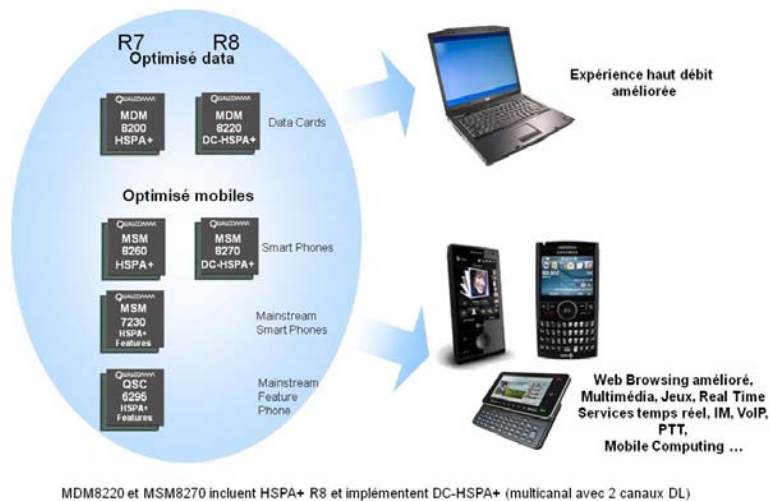 R7 R8
Optimisé data
Expérience haut débit
améliorée
QUALCOMM QUALCOMM
MDM MDM
8200 8220
HSPA+ DC-HSPA+
Data Cards
Optimisé mobiles
QUALCOMM QUALCOMM
MSM MSM
8260 8270
HSPA+ DC-HSPA+
Smart Phones
QUALCOMM
MSM
7230
HSPA+
Features
Mainstream
Smart Phones
QUALCOMM
QSC
6295
HSPA+
Features
Mainstream
Feature
Phone
Web Browsing amélioré,
Multimédia, Jeux, Real Time
Services temps réel, IM, VoIP,
PTT,
Mobile Computing ...
MDM8220 et MSM8270 incluent HSPA+ R8 et implémentent DC-HSPA+ (multicanal avec 2 canaux DL)